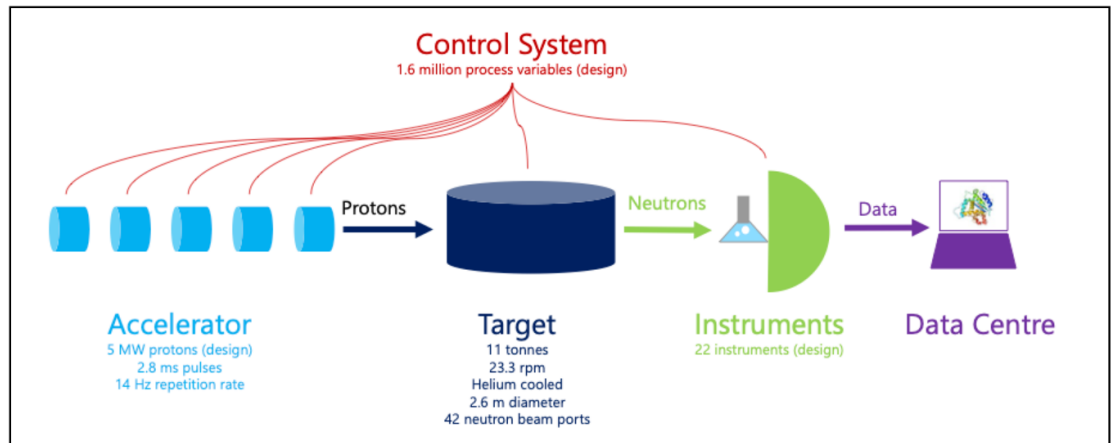 Control System
1.6 million process variables (design)
Protons
Neutrons
Data
Accelerator
5 MW protons (design)
2.8 ms pulses
14 Hz repetition rate
Target
11 tonnes
23.3 rpm
Helium cooled
2.6 m diameter
42 neutron beam ports
Instruments
22 instruments (design)
Data Centre